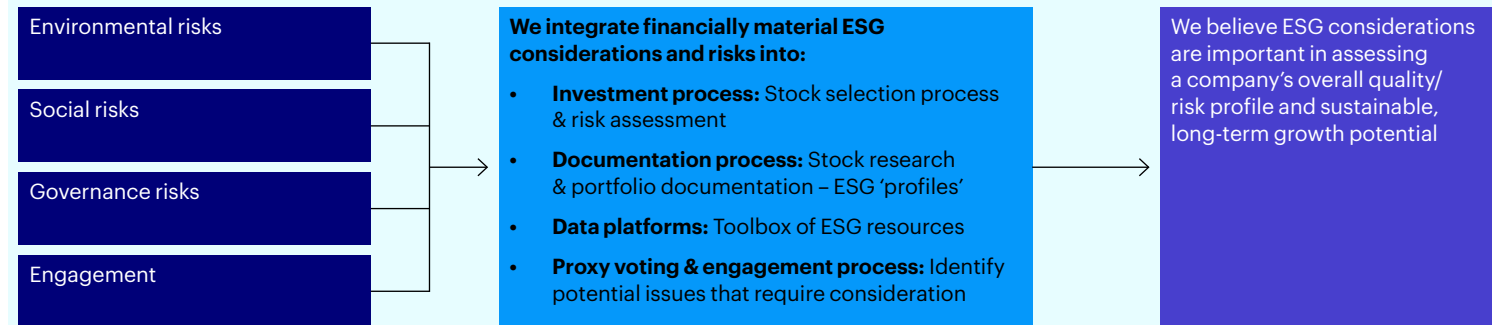 Environmental risks
Social risks
Governance risks
Engagement
We integrate financially material ESG
considerations and risks into:
• Investment process: Stock selection process
& risk assessment
• Documentation process: Stock research
& portfolio documentation – ESG ‘profiles’
• Data platforms: Toolbox of ESG resources
• Proxy voting & engagement process: Identify
potential issues that require consideration
We believe ESG considerations
are important in assessing
a company’s overall quality/
risk profile and sustainable,
long-term growth potential